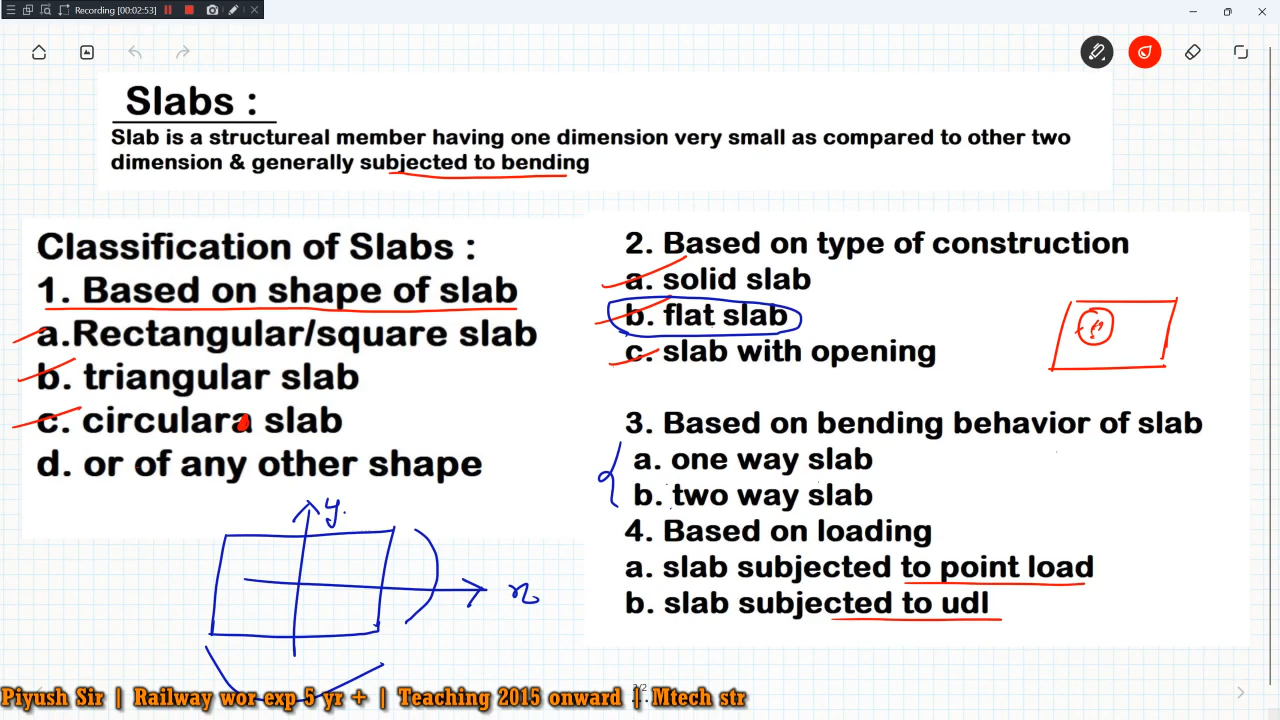 Recording [00:02:53]
Slabs :
Slab is a structureal member having one dimension very small as compared to other two
dimension & generally subjected to bending
Classification of Slabs :
1. Based on shape of slab
a.Rectangular/square slab
b. triangular slab
c. circulara slab
d. or of any other shape
2. Based on type of construction
a. solid slab
b. flat slab
c. slab with opening
3. Based on bending behavior of slab
a. one way slab
b. two way slab
4. Based on loading
a. slab subjected to point load
b. slab subjected to udl
y
x
2/2
Piyush Sir | Railway wor exp 5 yr + | Teaching 2015 onward | Mtech str